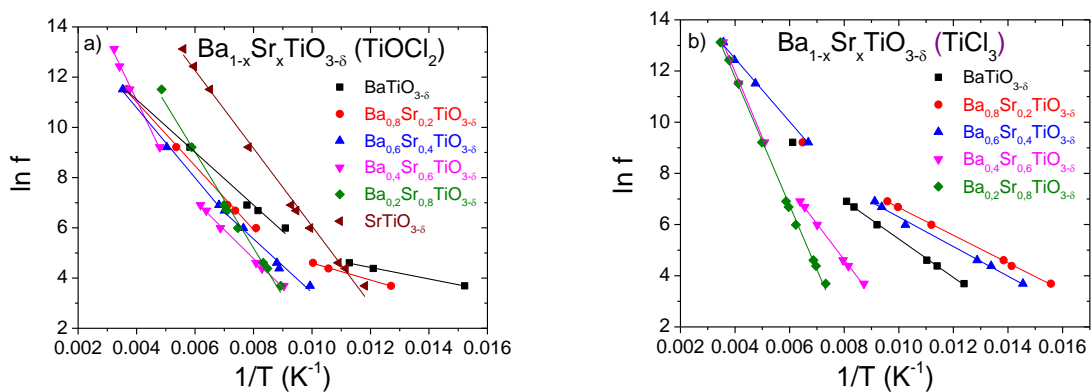 a) Ba₁₋ₓSrₓTiO₃₋δ (TiOCl₂)
BaTiO₃₋δ
Ba₀,₈Sr₀,₂TiO₃₋δ
Ba₀,₆Sr₀,₄TiO₃₋δ
Ba₀,₄Sr₀,₆TiO₃₋δ
Ba₀,₂Sr₀,₈TiO₃₋δ
SrTiO₃₋δ
ln f
14
12
10
8
6
4
2
0.002 0.004 0.006 0.008 0.010 0.012 0.014 0.016
1/T (K⁻¹)
b) Ba₁₋ₓSrₓTiO₃₋δ (TiCl₃)
BaTiO₃₋δ
Ba₀,₈Sr₀,₂TiO₃₋δ
Ba₀,₆Sr₀,₄TiO₃₋δ
Ba₀,₄Sr₀,₆TiO₃₋δ
Ba₀,₂Sr₀,₈TiO₃₋δ
ln f
14
12
10
8
6
4
2
0.002 0.004 0.006 0.008 0.010 0.012 0.014 0.016
1/T (K⁻¹)